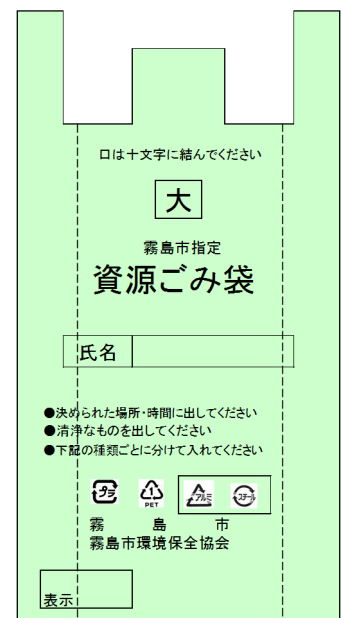 口は十文字に結んでください
大
霧島市指定
資源ごみ袋
氏名
●決められた場所・時間に出してください
●清浄なものを出してください
●下記の種類ごとに分けて入れてください
プラ 1 PET アルミ スチール
霧島市
霧島市環境保全協会
表示